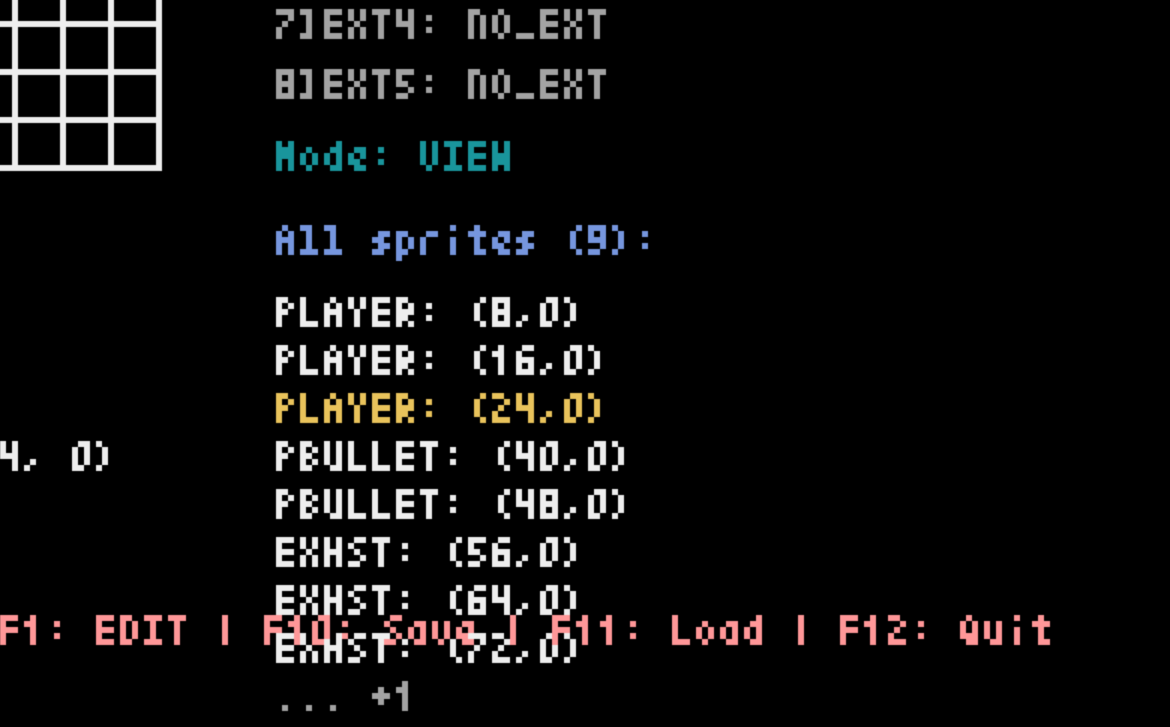 7]EXT4: NO_EXT
8]EXT5: NO_EXT
Mode: VIEW
All sprites (9):
PLAYER: (8,0)
PLAYER: (16,0)
PLAYER: (24,0)
4, 0)
PBULLET: (40,0)
PBULLET: (48,0)
EXHST: (56,0)
EXHST: (64,0)
F1: EDIT | F10: Save | F11: Load | F12: Quit
EXHST: (72,0)
... +1